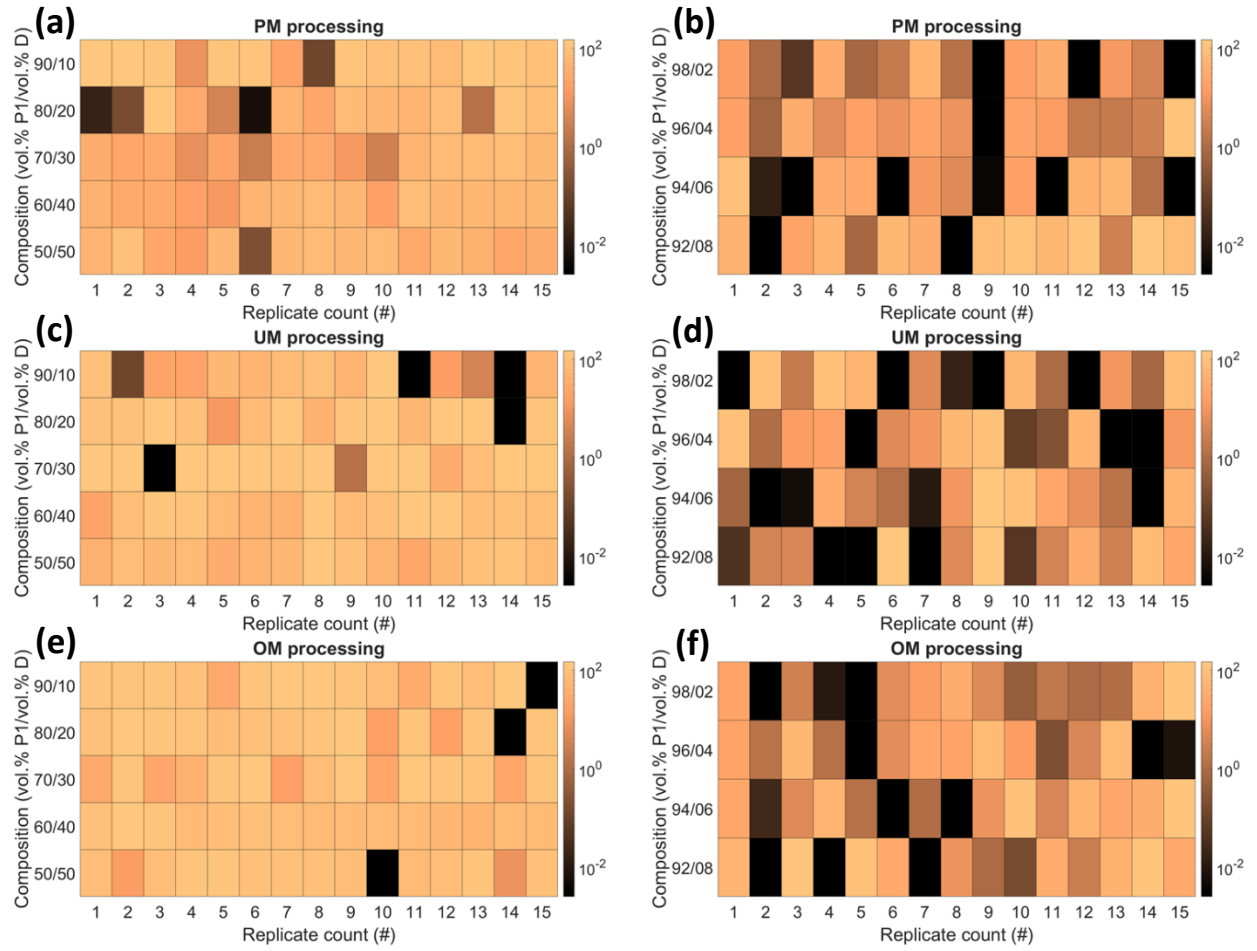 (a)
PM processing
Composition (vol.% P1/vol.% D)
90/10
80/20
70/30
60/40
50/50
1 2 3 4 5 6 7 8 9 10 11 12 13 14 15
Replicate count (#)
10^2
10^0
10^-2
(b)
PM processing
Composition (vol.% P1/vol.% D)
98/02
96/04
94/06
92/08
1 2 3 4 5 6 7 8 9 10 11 12 13 14 15
Replicate count (#)
10^2
10^0
10^-2
(c)
UM processing
Composition (vol.% P1/vol.% D)
90/10
80/20
70/30
60/40
50/50
1 2 3 4 5 6 7 8 9 10 11 12 13 14 15
Replicate count (#)
10^2
10^0
10^-2
(d)
UM processing
Composition (vol.% P1/vol.% D)
98/02
96/04
94/06
92/08
1 2 3 4 5 6 7 8 9 10 11 12 13 14 15
Replicate count (#)
10^2
10^0
10^-2
(e)
OM processing
Composition (vol.% P1/vol.% D)
90/10
80/20
70/30
60/40
50/50
1 2 3 4 5 6 7 8 9 10 11 12 13 14 15
Replicate count (#)
10^2
10^0
10^-2
(f)
OM processing
Composition (vol.% P1/vol.% D)
98/02
96/04
94/06
92/08
1 2 3 4 5 6 7 8 9 10 11 12 13 14 15
Replicate count (#)
10^2
10^0
10^-2